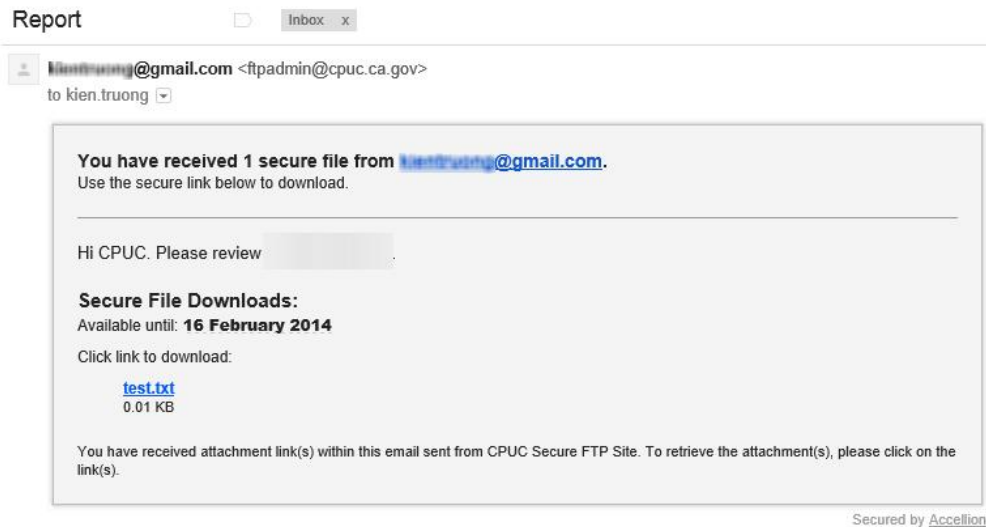 Report
Inbox x
@gmail.com <ftpadmin@cpuc.ca.gov>
to kien.truong
You have received 1 secure file from @gmail.com.
Use the secure link below to download.
Hi CPUC. Please review .
Secure File Downloads:
Available until: 16 February 2014
Click link to download:
test.txt
0.01 KB
You have received attachment link(s) within this email sent from CPUC Secure FTP Site. To retrieve the attachment(s), please click on the
link(s).
Secured by Accellion